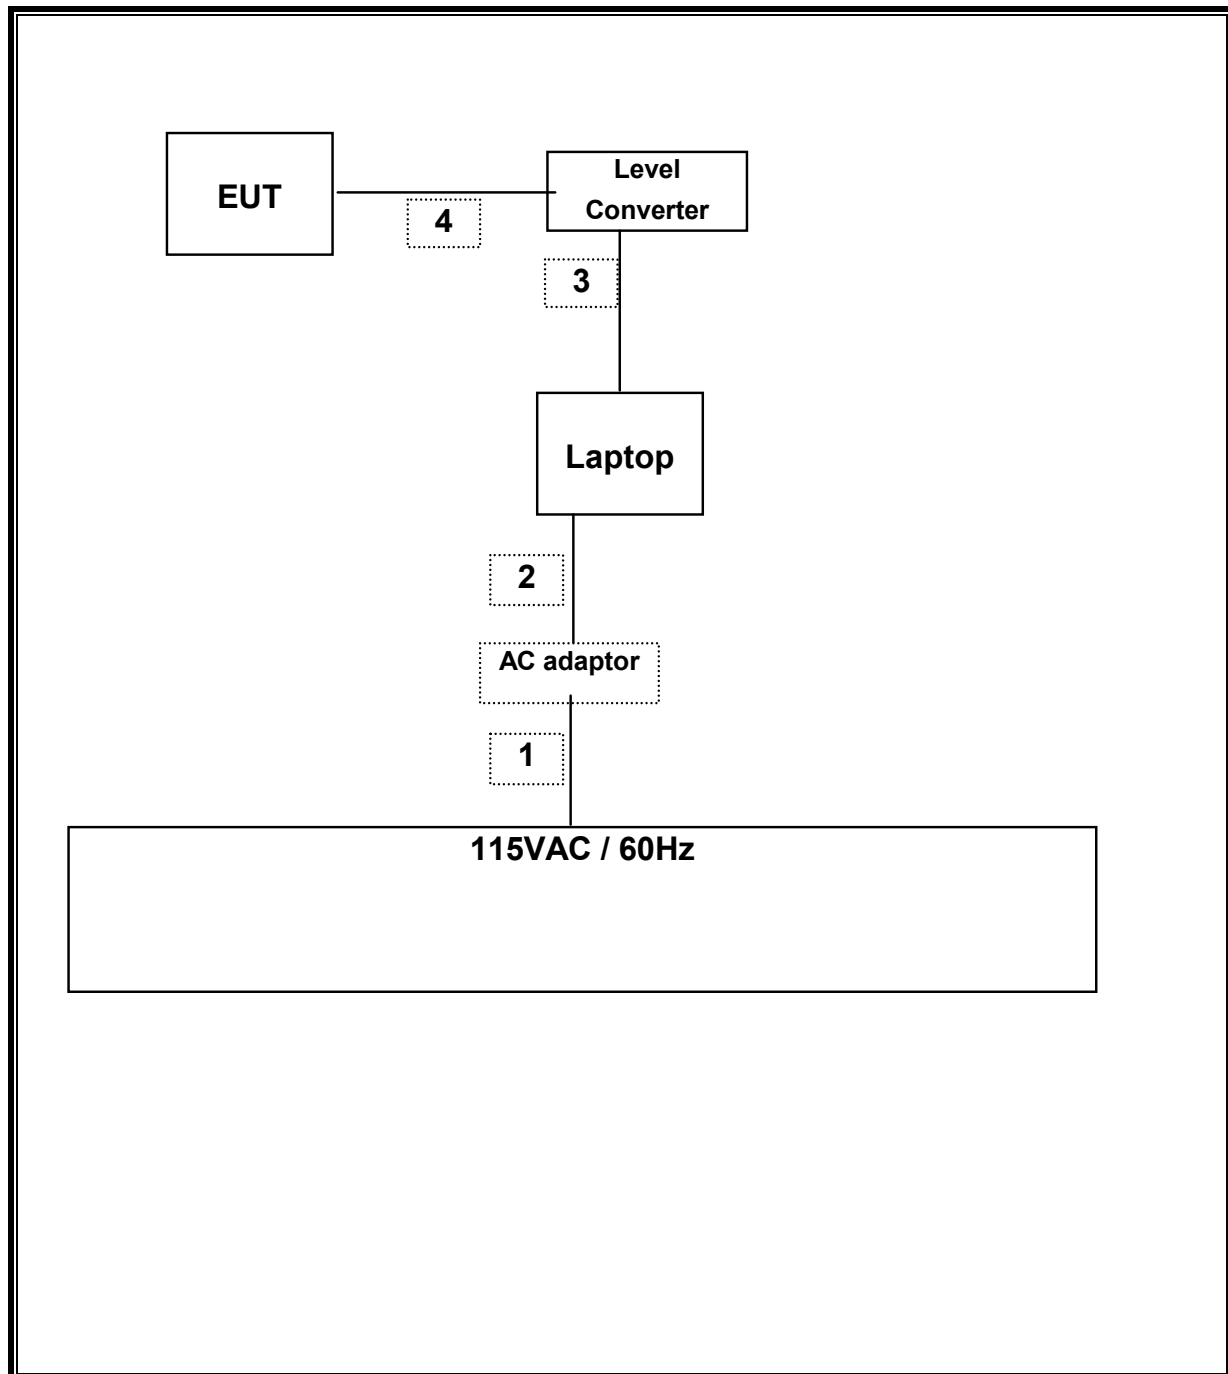 EUT
Level
Converter
4
3
Laptop
2
AC adaptor
1
115VAC / 60Hz